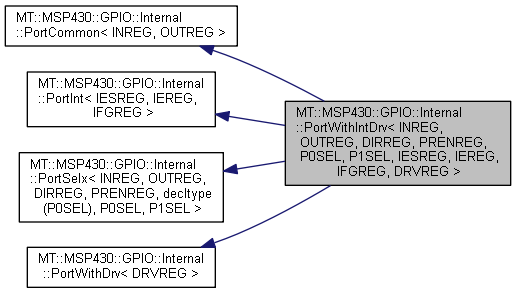 MT::MSP430::GPIO::Internal
::PortCommon< INREG, OUTREG >
MT::MSP430::GPIO::Internal
::PortInt< IESREG, IEREG,
IFGREG >
MT::MSP430::GPIO::Internal
::PortSelx< INREG, OUTREG,
DIRREG, PRENREG, decltype
(P0SEL), P0SEL, P1SEL >
MT::MSP430::GPIO::Internal
::PortWithDrv< DRVREG >
MT::MSP430::GPIO::Internal
::PortWithIntDrv< INREG,
OUTREG, DIRREG, PRENREG,
P0SEL, P1SEL, IESREG, IEREG,
IFGREG, DRVREG >